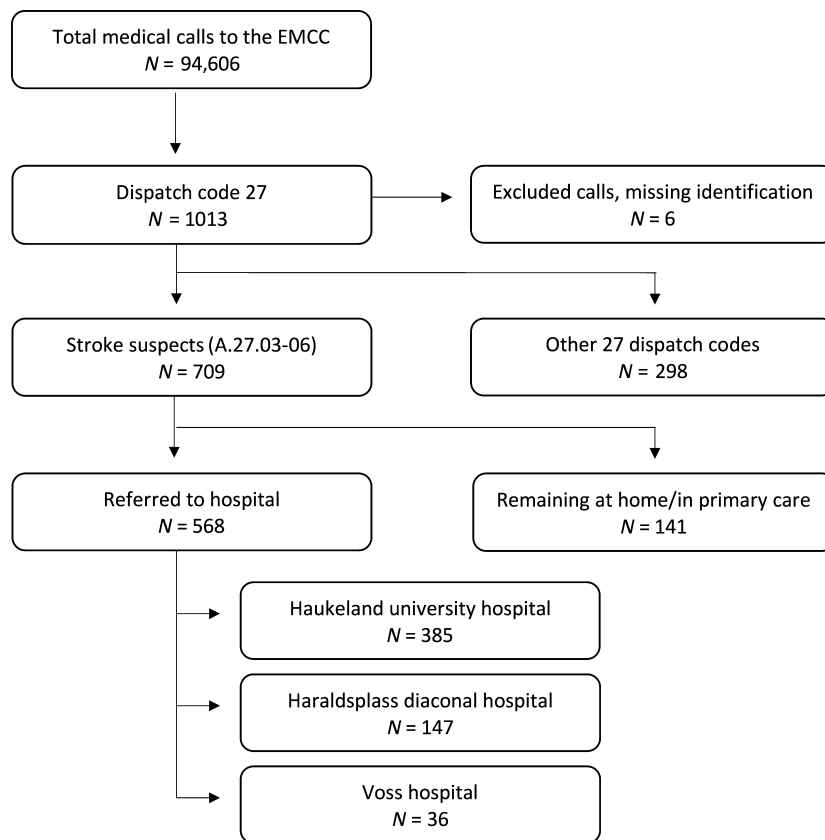 Total medical calls to the EMCC
N = 94,606
Dispatch code 27
N = 1013
Excluded calls, missing identification
N = 6
Stroke suspects (A.27.03-06)
N = 709
Other 27 dispatch codes
N = 298
Referred to hospital
N = 568
Remaining at home/in primary care
N = 141
Haukeland university hospital
N = 385
Haraldsplass diaconal hospital
N = 147
Voss hospital
N = 36